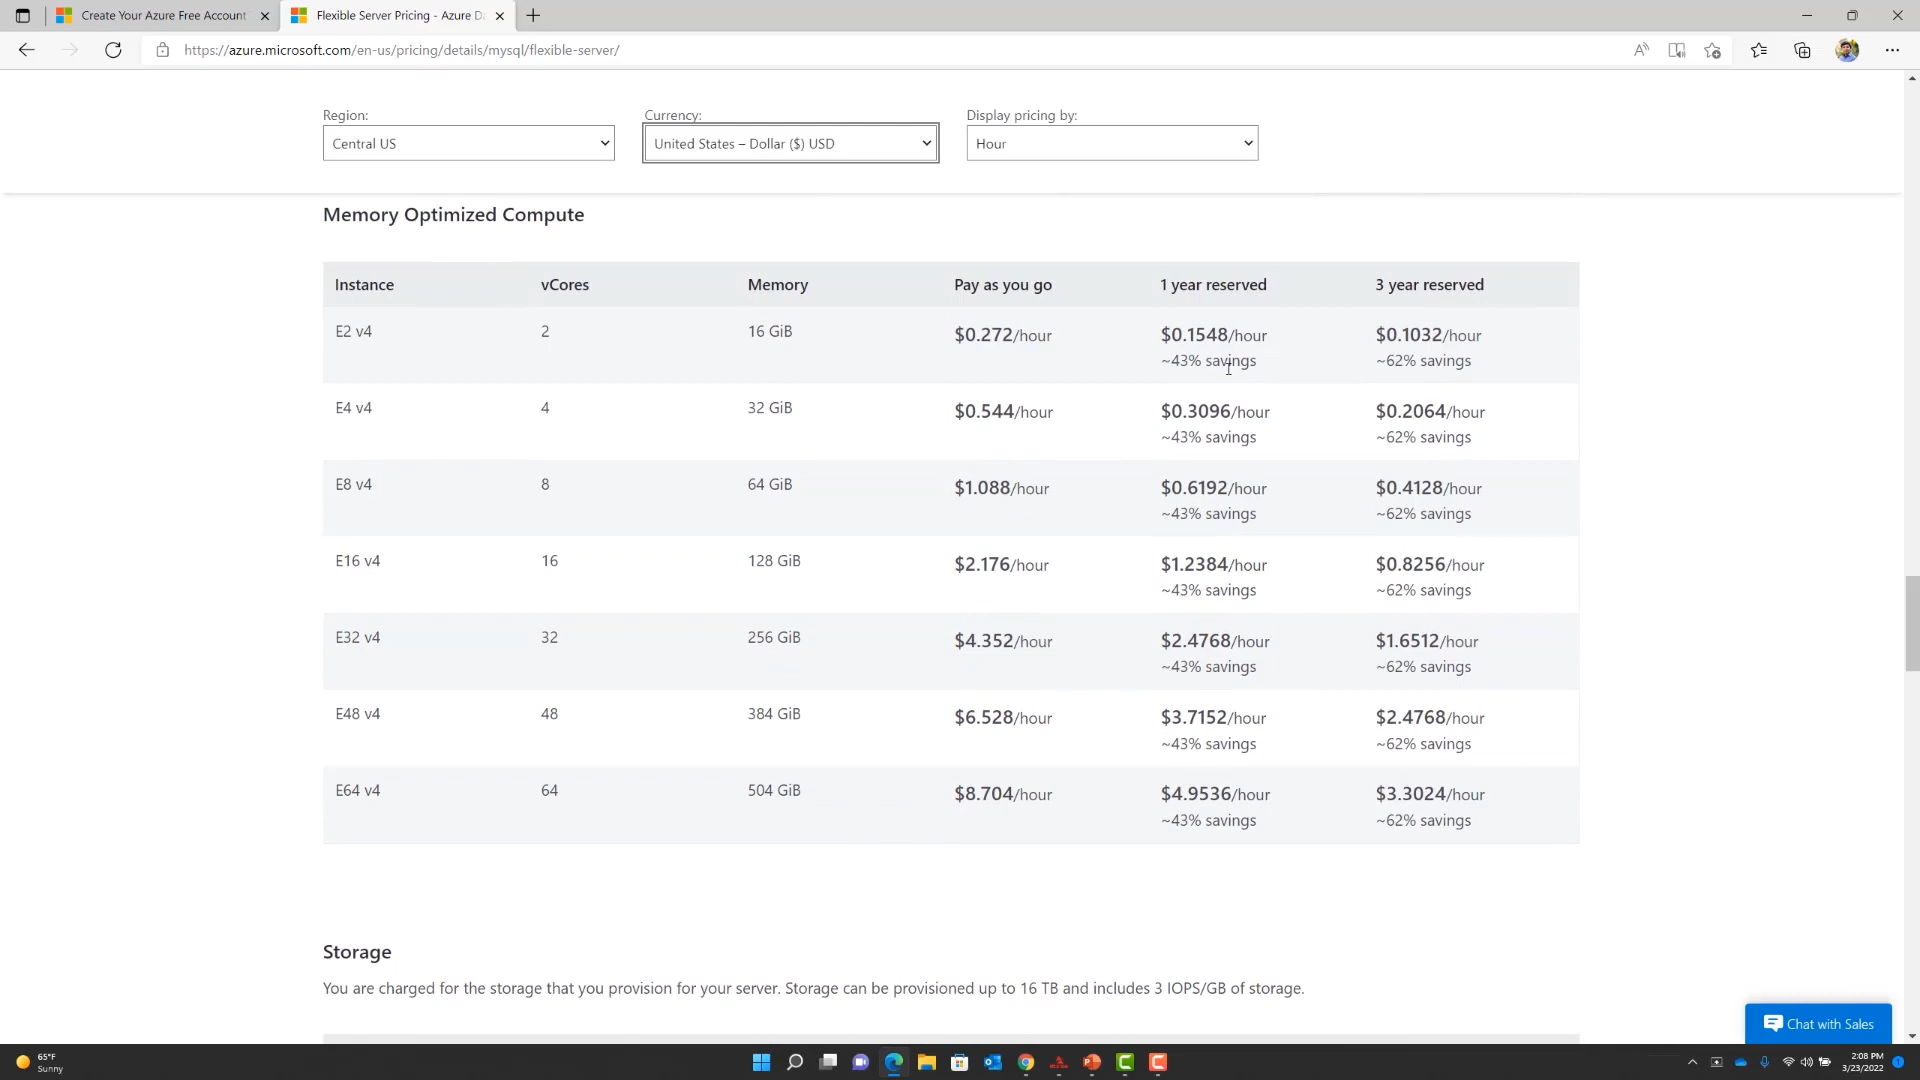 Create Your Azure Free Account
Flexible Server Pricing - Azure D
https://azure.microsoft.com/en-us/pricing/details/mysql/flexible-server/
Region: Currency: Display pricing by:
Central US United States – Dollar ($) USD Hour
Memory Optimized Compute
Instance vCores Memory Pay as you go 1 year reserved 3 year reserved
E2 v4 2 16 GiB $0.272/hour $0.1548/hour $0.1032/hour
~43% savings ~62% savings
E4 v4 4 32 GiB $0.544/hour $0.3096/hour $0.2064/hour
~43% savings ~62% savings
E8 v4 8 64 GiB $1.088/hour $0.6192/hour $0.4128/hour
~43% savings ~62% savings
E16 v4 16 128 GiB $2.176/hour $1.2384/hour $0.8256/hour
~43% savings ~62% savings
E32 v4 32 256 GiB $4.352/hour $2.4768/hour $1.6512/hour
~43% savings ~62% savings
E48 v4 48 384 GiB $6.528/hour $3.7152/hour $2.4768/hour
~43% savings ~62% savings
E64 v4 64 504 GiB $8.704/hour $4.9536/hour $3.3024/hour
~43% savings ~62% savings
Storage
You are charged for the storage that you provision for your server. Storage can be provisioned up to 16 TB and includes 3 IOPS/GB of storage.
Chat with Sales
65°F
Sunny
2:08 PM
3/23/2022